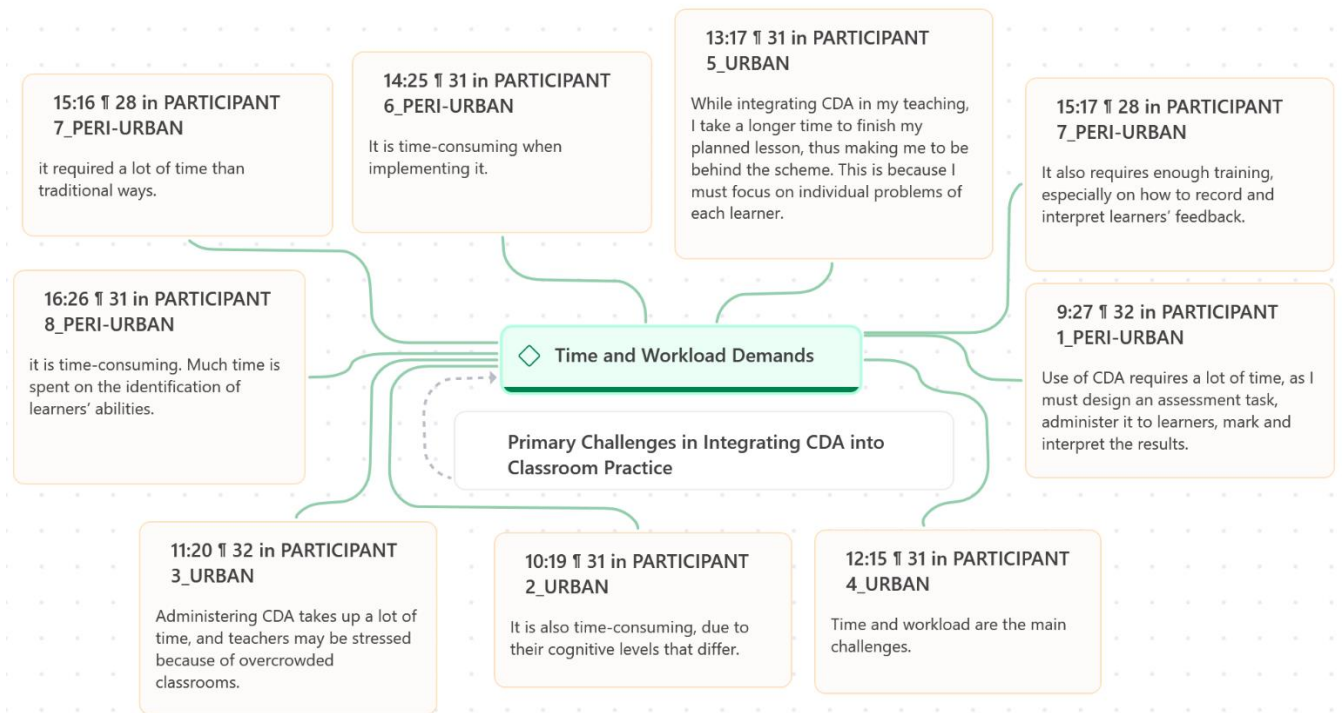 15:16 ¶ 28 in PARTICIPANT
7_PERI-URBAN
it required a lot of time than
traditional ways.
14:25 ¶ 31 in PARTICIPANT
6_PERI-URBAN
It is time-consuming when
implementing it.
13:17 ¶ 31 in PARTICIPANT
5_URBAN
While integrating CDA in my teaching,
I take a longer time to finish my
planned lesson, thus making me to be
behind the scheme. This is because I
must focus on individual problems of
each learner.
15:17 ¶ 28 in PARTICIPANT
7_PERI-URBAN
It also requires enough training,
especially on how to record and
interpret learners’ feedback.
16:26 ¶ 31 in PARTICIPANT
8_PERI-URBAN
it is time-consuming. Much time is
spent on the identification of
learners’ abilities.
Time and Workload Demands
Primary Challenges in Integrating CDA into
Classroom Practice
9:27 ¶ 32 in PARTICIPANT
1_PERI-URBAN
Use of CDA requires a lot of time, as I
must design an assessment task,
administer it to learners, mark and
interpret the results.
11:20 ¶ 32 in PARTICIPANT
3_URBAN
Administering CDA takes up a lot of
time, and teachers may be stressed
because of overcrowded
classrooms.
10:19 ¶ 31 in PARTICIPANT
2_URBAN
It is also time-consuming, due to
their cognitive levels that differ.
12:15 ¶ 31 in PARTICIPANT
4_URBAN
Time and workload are the main
challenges.